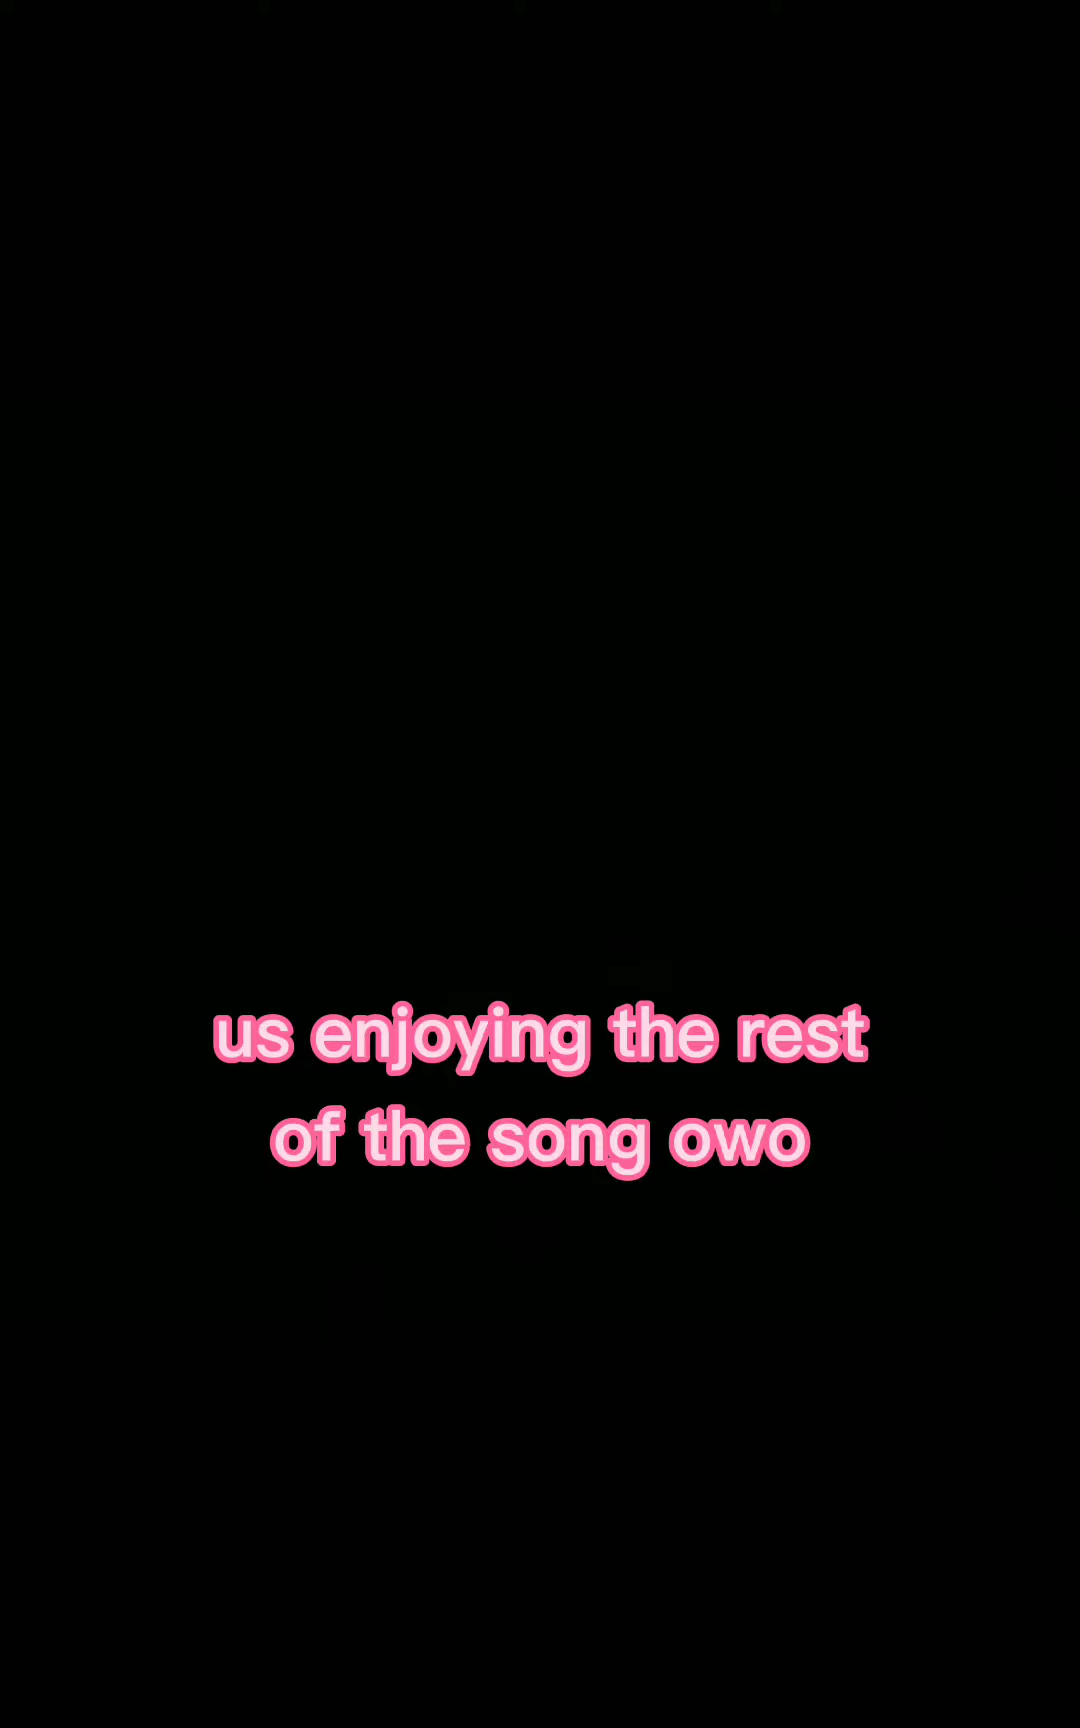 us enjoying the rest
of the song owo